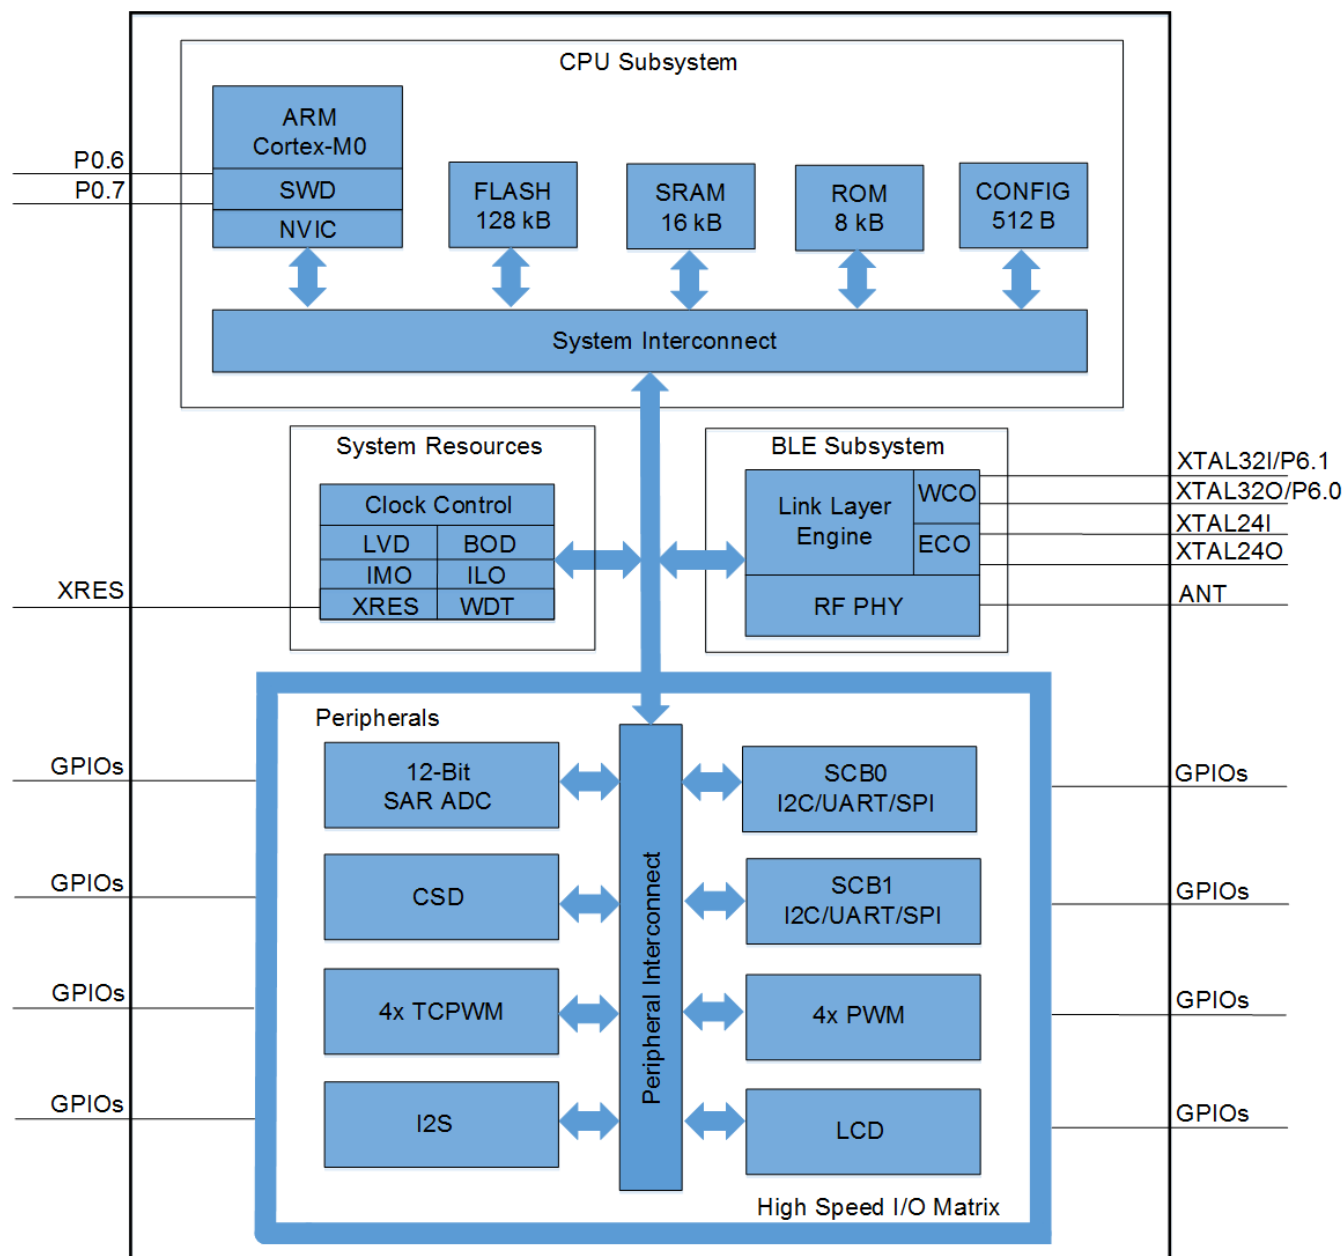 CPU Subsystem
ARM
Cortex-M0
SWD
NVIC
P0.6
P0.7
FLASH
128 kB
SRAM
16 kB
ROM
8 kB
CONFIG
512 B
System Interconnect
System Resources
Clock Control
LVD
BOD
IMO
ILO
XRES
WDT
XRES
BLE Subsystem
Link Layer
Engine
WCO
ECO
RF PHY
XTAL32I/P6.1
XTAL32O/P6.0
XTAL24I
XTAL24O
ANT
Peripherals
12-Bit
SAR ADC
CSD
4x TCPWM
I2S
Peripheral Interconnect
SCB0
I2C/UART/SPI
SCB1
I2C/UART/SPI
4x PWM
LCD
High Speed I/O Matrix
GPIOs
GPIOs
GPIOs
GPIOs
GPIOs
GPIOs
GPIOs
GPIOs